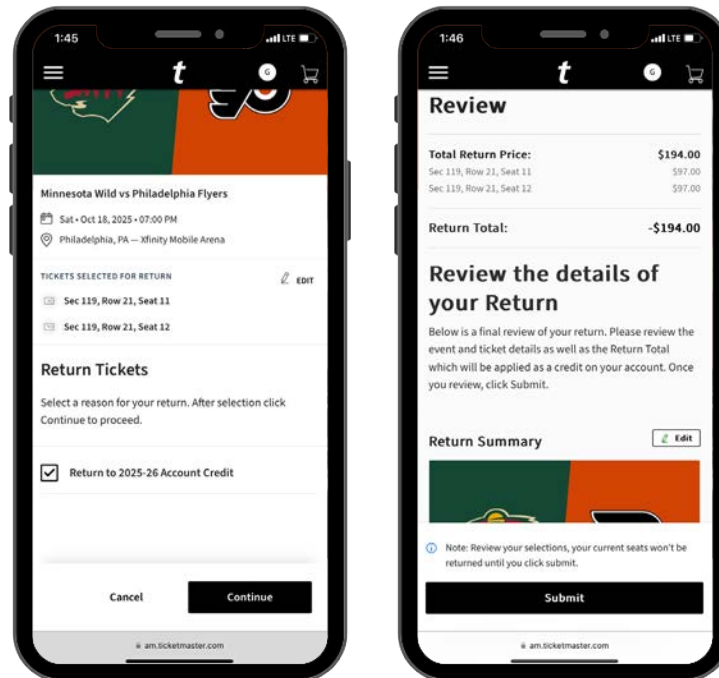 1:45
LTE
t
G
Minnesota Wild vs Philadelphia Flyers
Sat • Oct 18, 2025 • 07:00 PM
Philadelphia, PA — Xfinity Mobile Arena
TICKETS SELECTED FOR RETURN
EDIT
Sec 119, Row 21, Seat 11
Sec 119, Row 21, Seat 12
Return Tickets
Select a reason for your return. After selection click
Continue to proceed.
Return to 2025-26 Account Credit
Cancel
Continue
am.ticketmaster.com
1:46
LTE
t
G
Review
Total Return Price: $194.00
Sec 119, Row 21, Seat 11 $97.00
Sec 119, Row 21, Seat 12 $97.00
Return Total: -$194.00
Review the details of
your Return
Below is a final review of your return. Please review the
event and ticket details as well as the Return Total
which will be applied as a credit on your account. Once
you review, click Submit.
Return Summary
Edit
Note: Review your selections, your current seats won't be
returned until you click submit.
Submit
am.ticketmaster.com